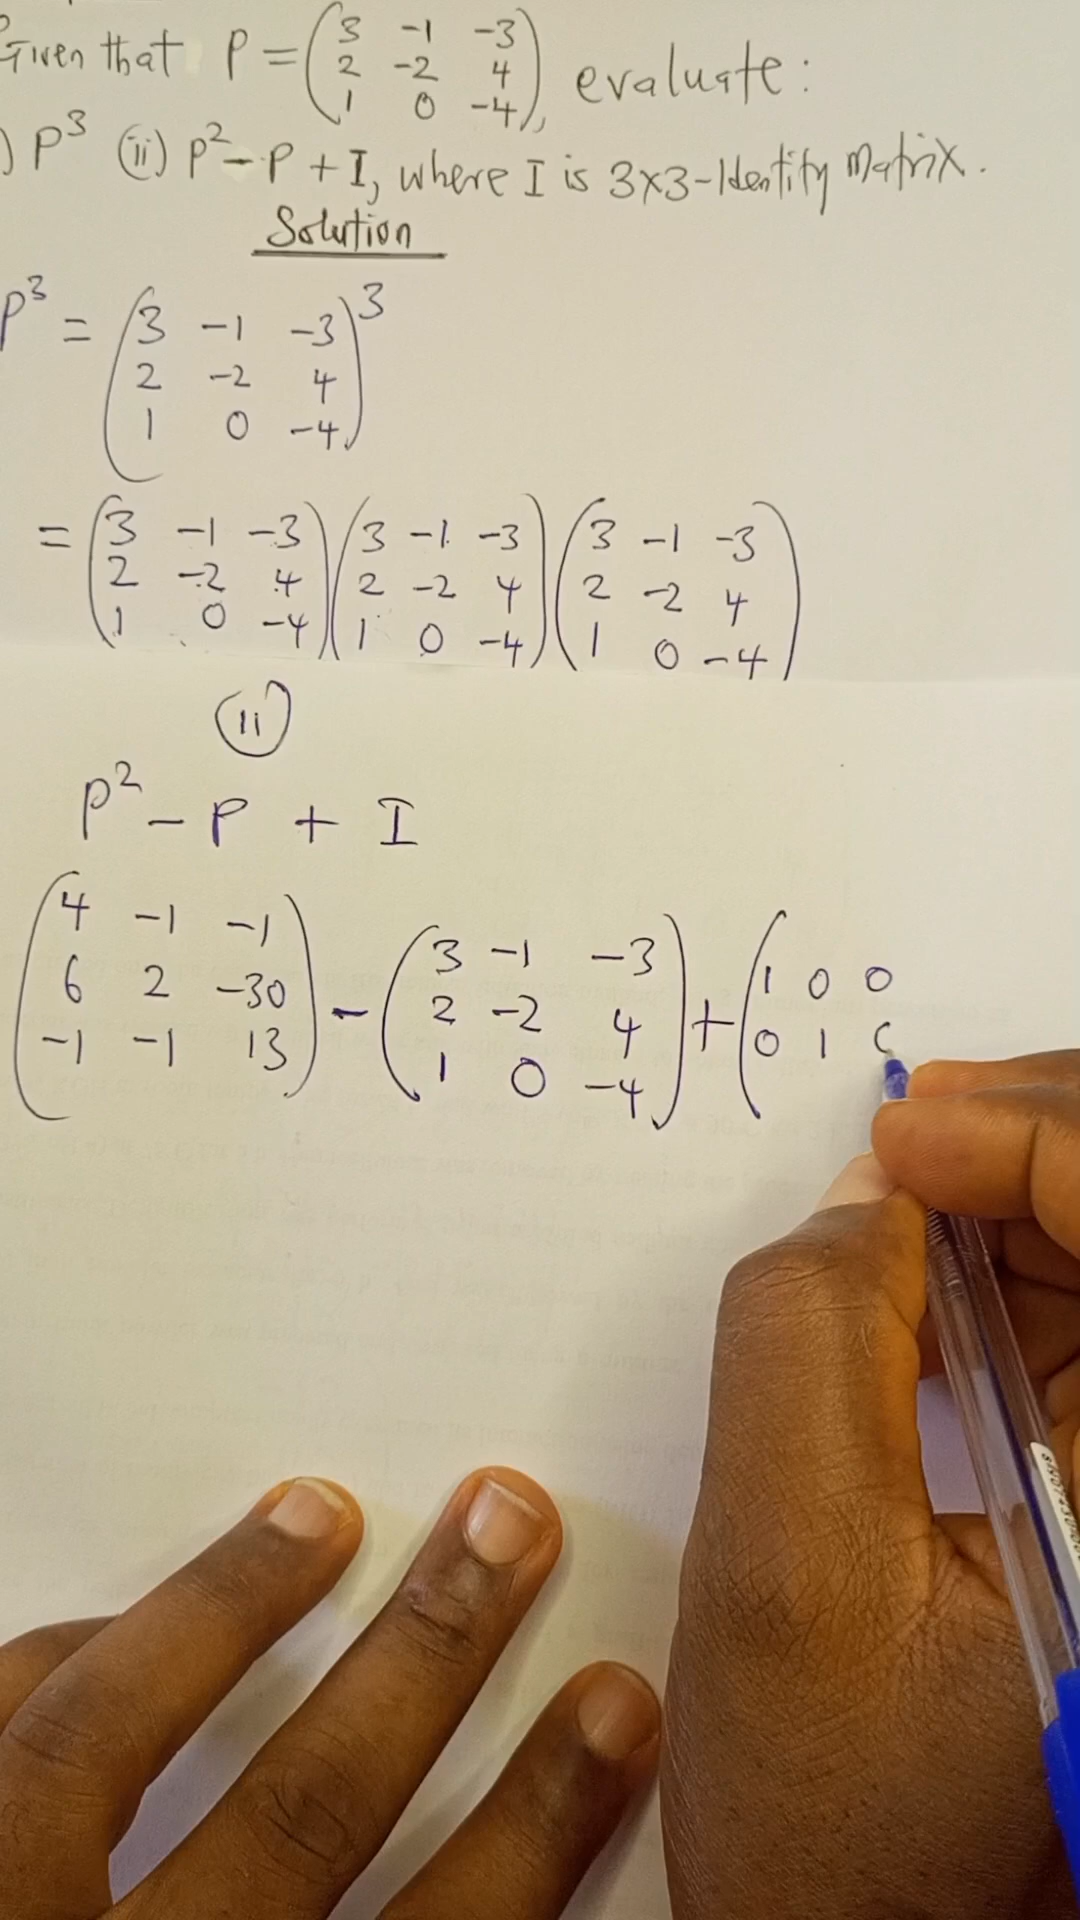 Given that P = (3 -1 -3
2 -2 4
1 0 -4), evaluate:
) P³ (ii) P² - P + I, where I is 3×3-Identity Matrix.
Solution
P³ = (3 -1 -3
2 -2 4
1 0 -4)³
= (3 -1 -3
2 -2 4
1 0 -4) (3 -1 -3
2 -2 4
1 0 -4) (3 -1 -3
2 -2 4
1 0 -4)
(ii)
P² - P + I
(4 -1 -1
6 2 -30
-1 -1 13) - (3 -1 -3
2 -2 4
1 0 -4) + (1 0 0
0 1